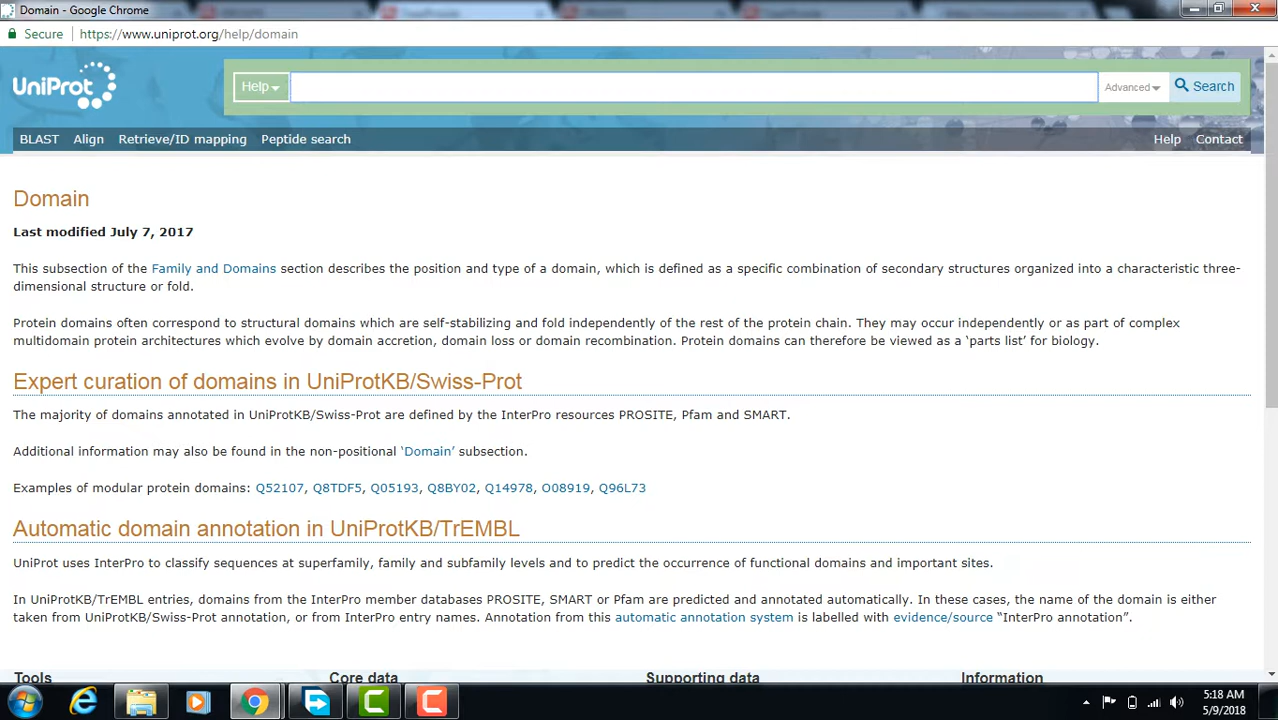 Domain - Google Chrome
Secure https://www.uniprot.org/help/domain
UniProt
Help
Advanced
Search
BLAST Align Retrieve/ID mapping Peptide search Help Contact
Domain
Last modified July 7, 2017
This subsection of the Family and Domains section describes the position and type of a domain, which is defined as a specific combination of secondary structures organized into a characteristic three-
dimensional structure or fold.
Protein domains often correspond to structural domains which are self-stabilizing and fold independently of the rest of the protein chain. They may occur independently or as part of complex
multidomain protein architectures which evolve by domain accretion, domain loss or domain recombination. Protein domains can therefore be viewed as a ‘parts list’ for biology.
Expert curation of domains in UniProtKB/Swiss-Prot
The majority of domains annotated in UniProtKB/Swiss-Prot are defined by the InterPro resources PROSITE, Pfam and SMART.
Additional information may also be found in the non-positional ‘Domain’ subsection.
Examples of modular protein domains: Q52107, Q8TDF5, Q05193, Q8BY02, Q14978, O08919, Q96L73
Automatic domain annotation in UniProtKB/TrEMBL
UniProt uses InterPro to classify sequences at superfamily, family and subfamily levels and to predict the occurrence of functional domains and important sites.
In UniProtKB/TrEMBL entries, domains from the InterPro member databases PROSITE, SMART or Pfam are predicted and annotated automatically. In these cases, the name of the domain is either
taken from UniProtKB/Swiss-Prot annotation, or from InterPro entry names. Annotation from this automatic annotation system is labelled with evidence/source “InterPro annotation”.
Tools Core data Supporting data Information
5:18 AM
5/9/2018